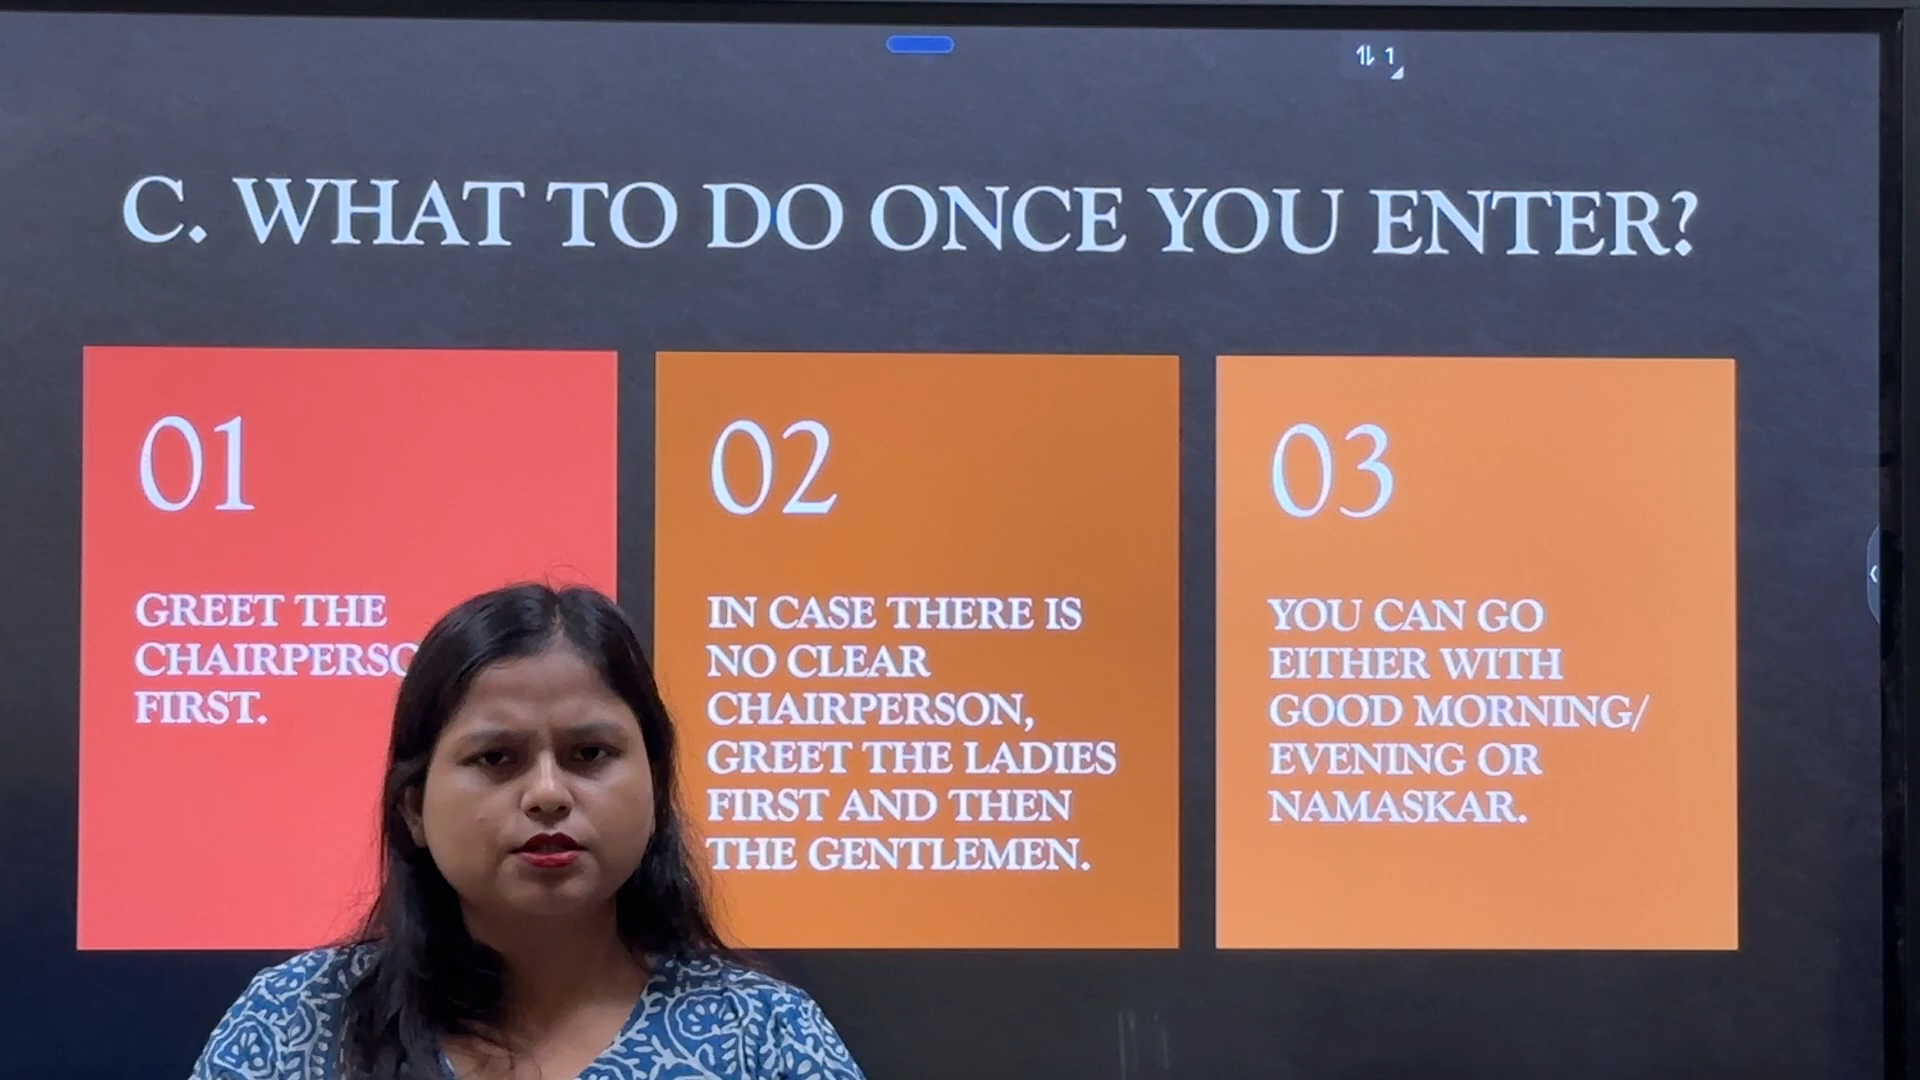 1
C. WHAT TO DO ONCE YOU ENTER?
01
GREET THE
FIRST.
02
IN CASE THERE IS
NO CLEAR
CHAIRPERSON,
GREET THE LADIES
FIRST AND THEN
THE GENTLEMEN.
03
YOU CAN GO
EITHER WITH
GOOD MORNING/
EVENING OR
NAMASKAR.